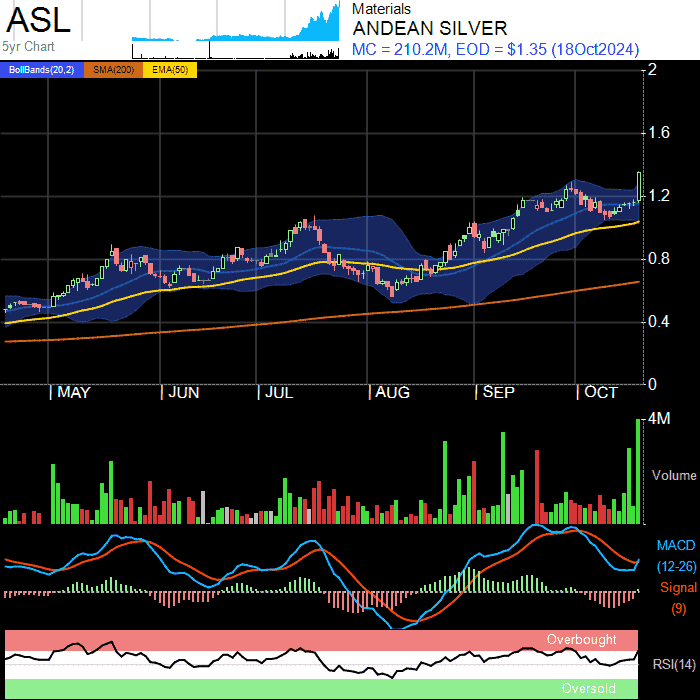 ASL
5yr Chart
Materials
ANDEAN SILVER
MC = 210.2M, EOD = $1.35 (18Oct2024)
BollBands(20,2) SMA(200) EMA(50)
2
1.6
1.2
0.8
0.4
0
MAY JUN JUL AUG SEP OCT
4M
Volume
MACD
(12-26)
Signal
(9)
Overbought
RSI(14)
Oversold